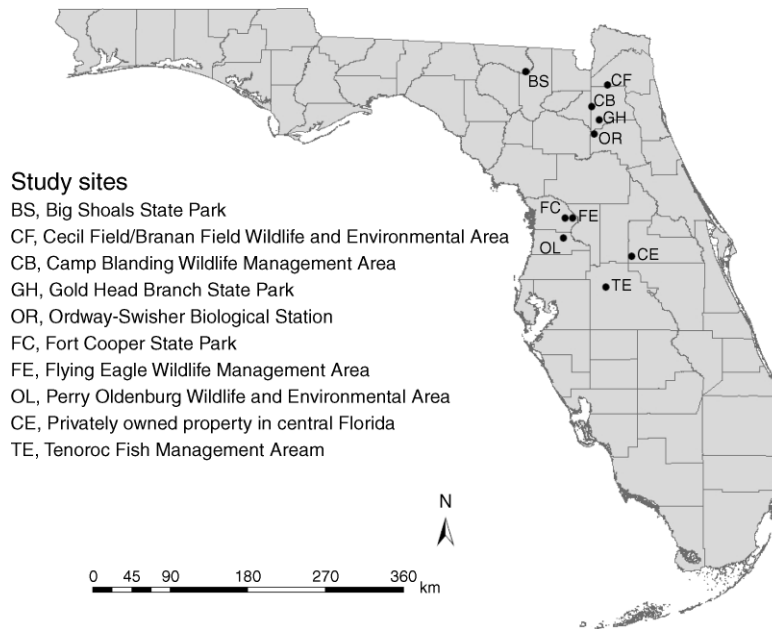 BS
CF
CB
GH
OR
Study sites
BS, Big Shoals State Park
FC FE
CF, Cecil Field/Branan Field Wildlife and Environmental Area
OL
CB, Camp Blanding Wildlife Management Area
CE
GH, Gold Head Branch State Park
TE
OR, Ordway-Swisher Biological Station
FC, Fort Cooper State Park
FE, Flying Eagle Wildlife Management Area
OL, Perry Oldenburg Wildlife and Environmental Area
CE, Privately owned property in central Florida
TE, Tenoroc Fish Management Aream
N
0 45 90 180 270 360
km